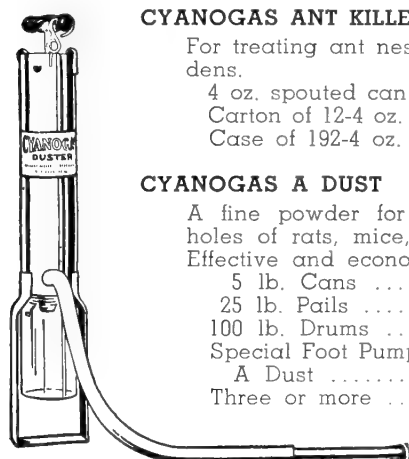 CYANOGAS ANT KILLE
For treating ant nes
dens.
4 oz. spouted can
Carton of 12-4 oz.
Case of 192-4 oz.
CYANOGAS
DUSTER
CYANOGAS A DUST
A fine powder for
holes of rats, mice,
Effective and econo
5 lb. Cans ...
25 lb. Pails ....
100 lb. Drums ..
Special Foot Pump
A Dust ........
Three or more ..